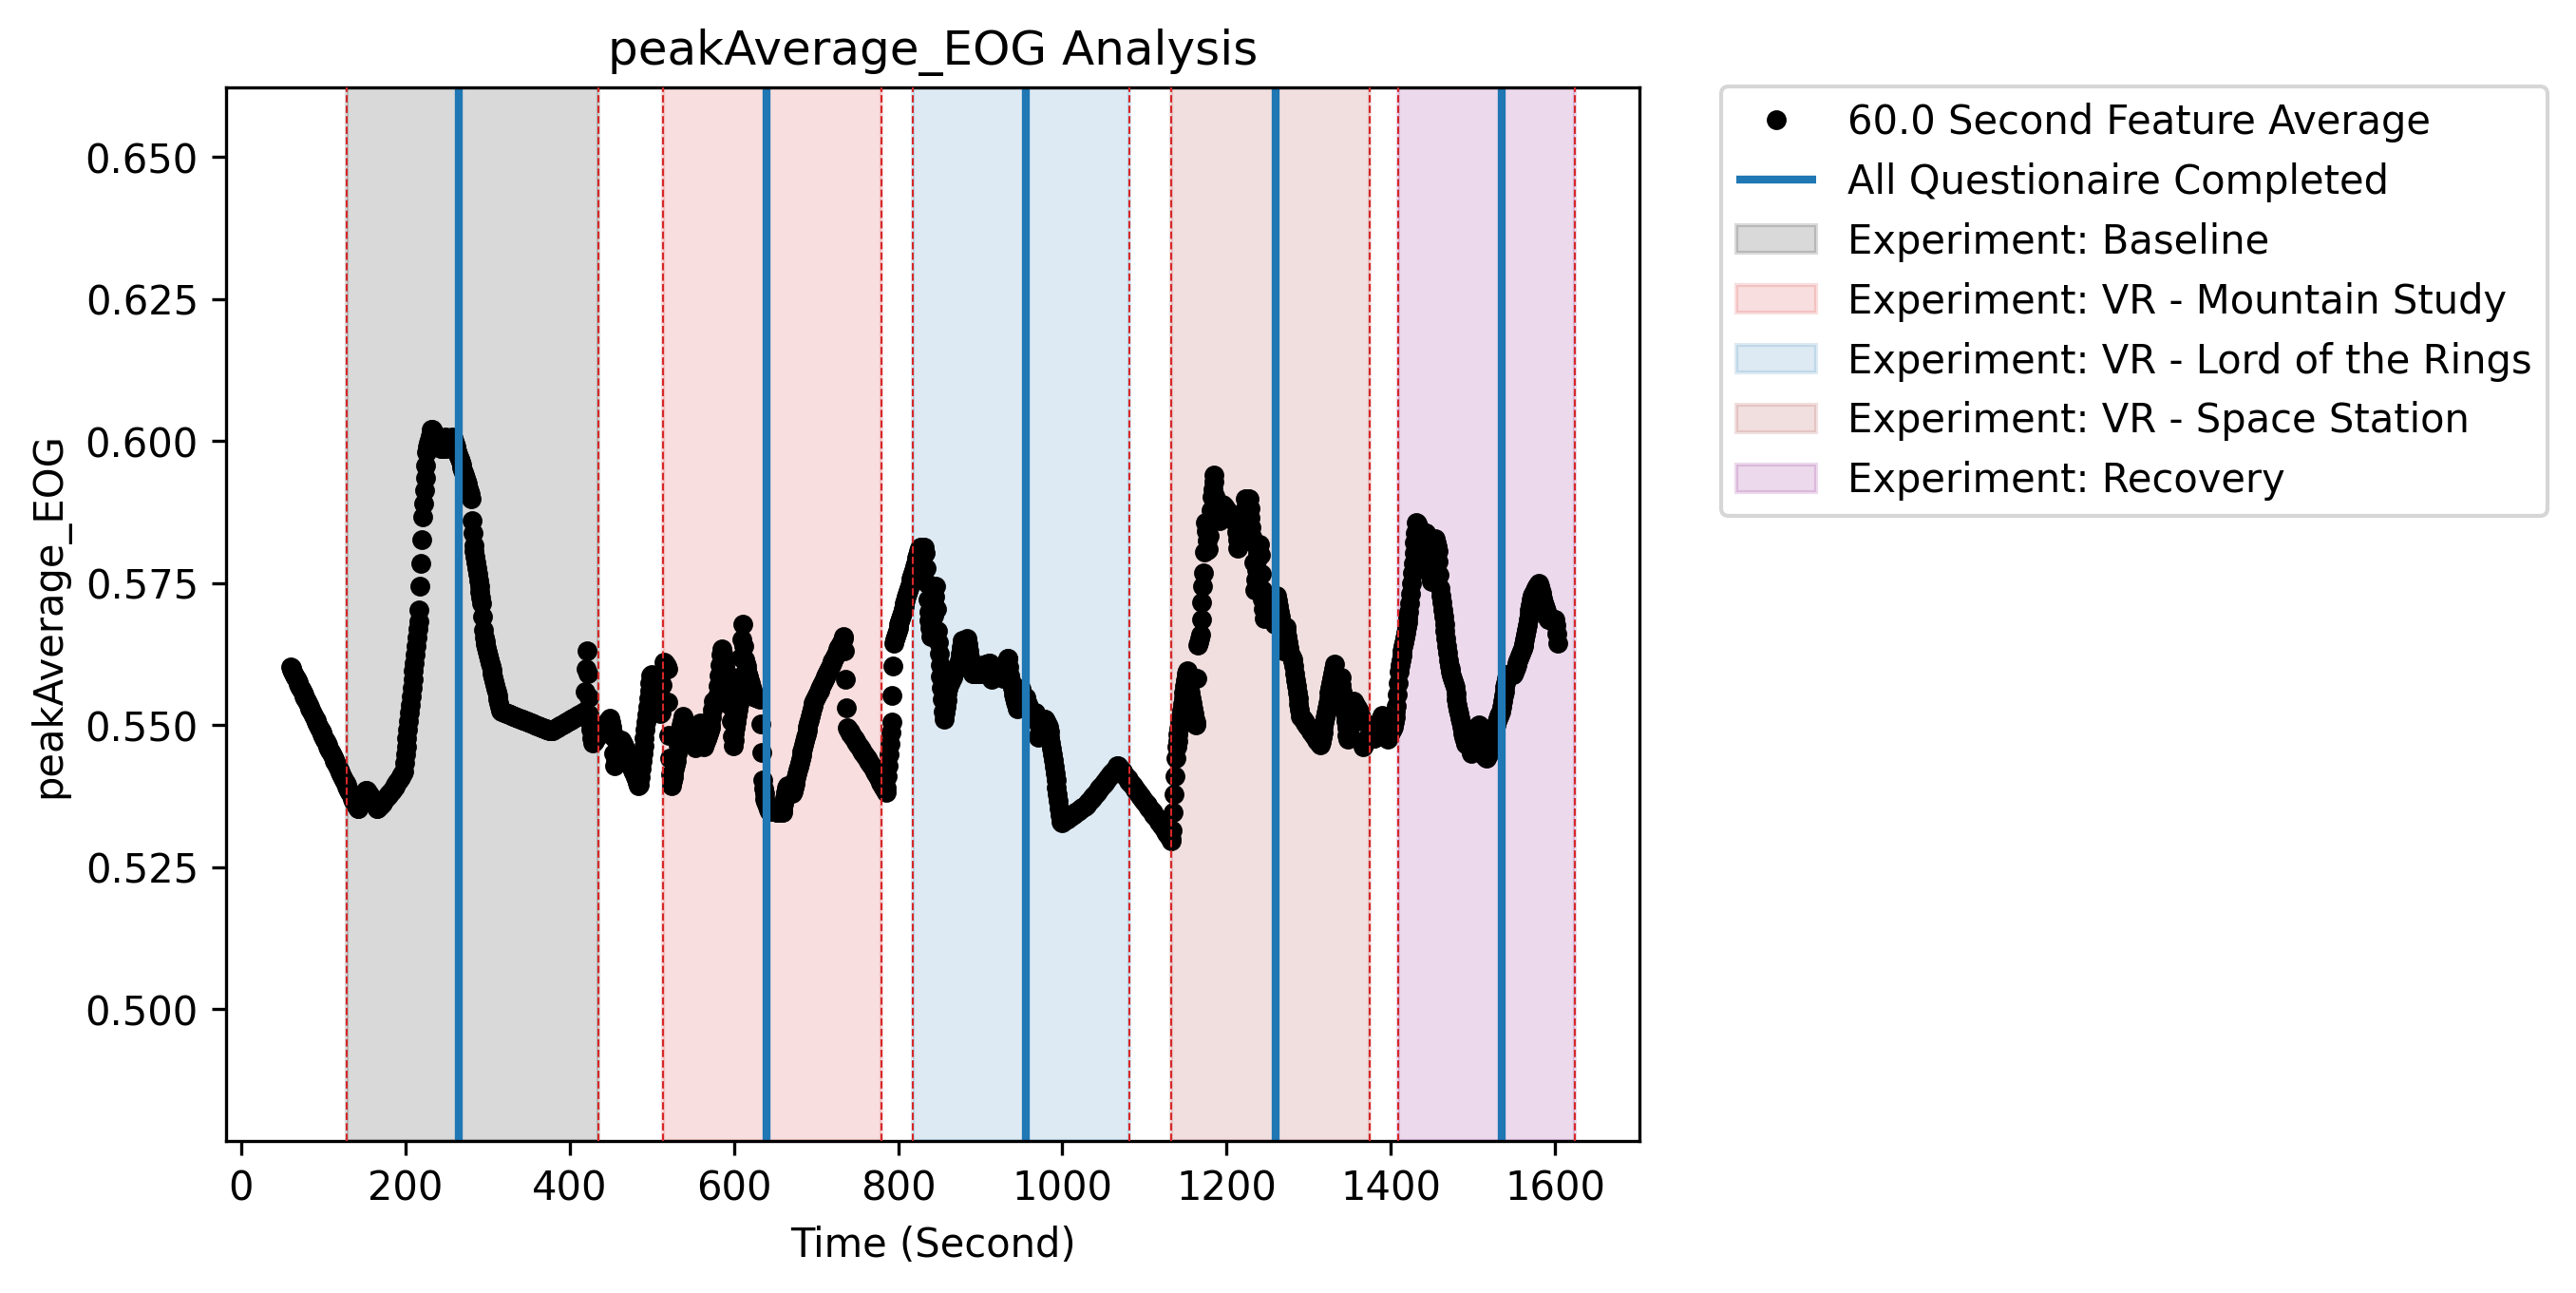 peakAverage_EOG Analysis
peakAverage_EOG
0.650
0.625
0.600
0.575
0.550
0.525
0.500
0 200 400 600 800 1000 1200 1400 1600
Time (Second)
60.0 Second Feature Average
All Questionaire Completed
Experiment: Baseline
Experiment: VR - Mountain Study
Experiment: VR - Lord of the Rings
Experiment: VR - Space Station
Experiment: Recovery